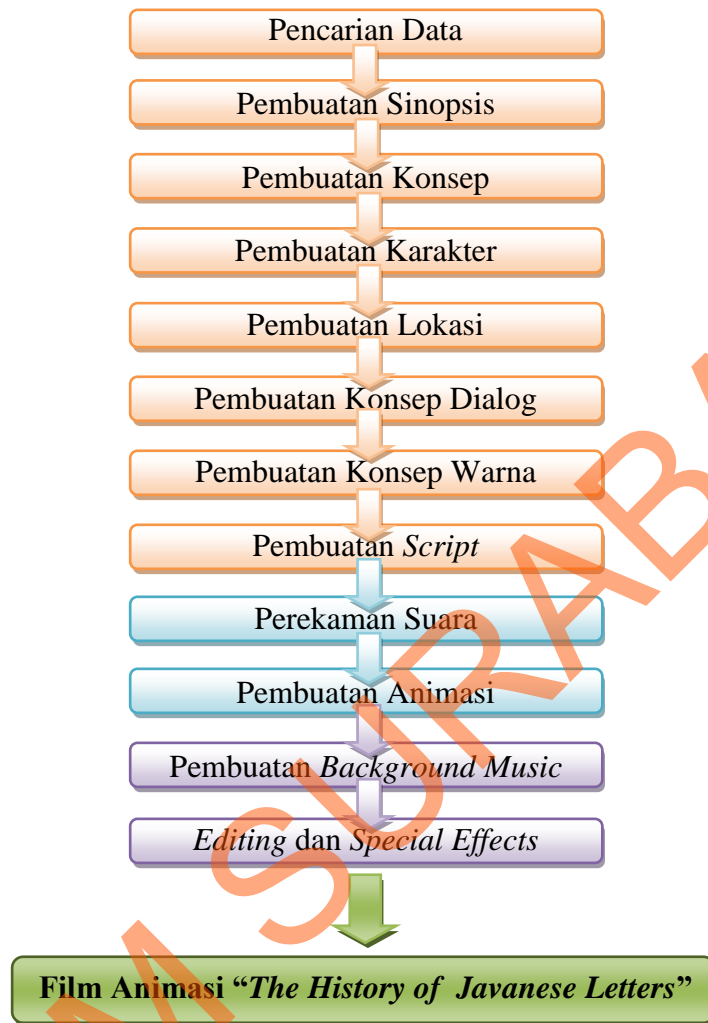 Pencarian Data
Pembuatan Sinopsis
Pembuatan Konsep
Pembuatan Karakter
Pembuatan Lokasi
Pembuatan Konsep Dialog
Pembuatan Konsep Warna
Pembuatan Script
Perekaman Suara
Pembuatan Animasi
Pembuatan Background Music
Editing dan Special Effects
Film Animasi “The History of Javanese Letters”
M SURABA